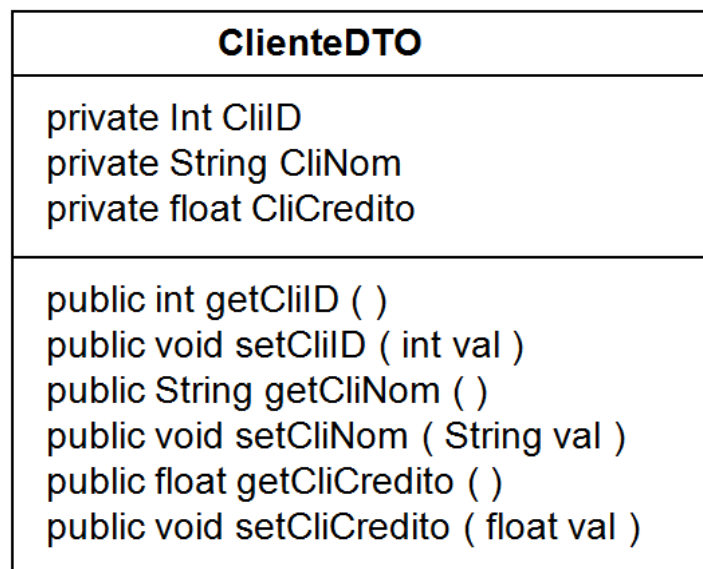 ClienteDTO
private Int CliID
private String CliNom
private float CliCredito
public int getCliID ( )
public void setCliID ( int val )
public String getCliNom ( )
public void setCliNom ( String val )
public float getCliCredito ( )
public void setCliCredito ( float val )